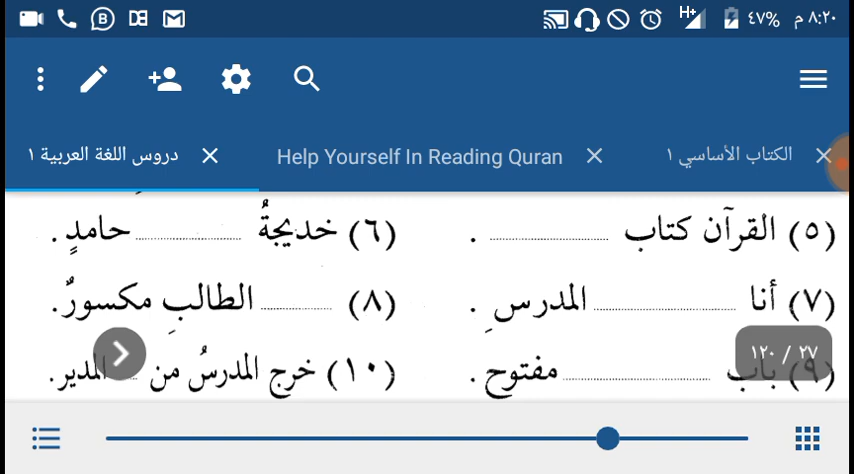 ٤٧% ٨:٢٠ م
دروس اللغة العربية ١
Help Yourself In Reading Quran
الكتاب الأساسي ١
(٥) القرآن كتاب ............ .
(٦) خديجةُ ............ حامدٍ .
(٧) أنا ............ المدرسِ .
(٨) ............ الطالبِ مكسورٌ .
(٩) باب ............ مفتوح .
(١٠) خرج المدرسُ من ...... المدير .
٢٧ / ١٢٠